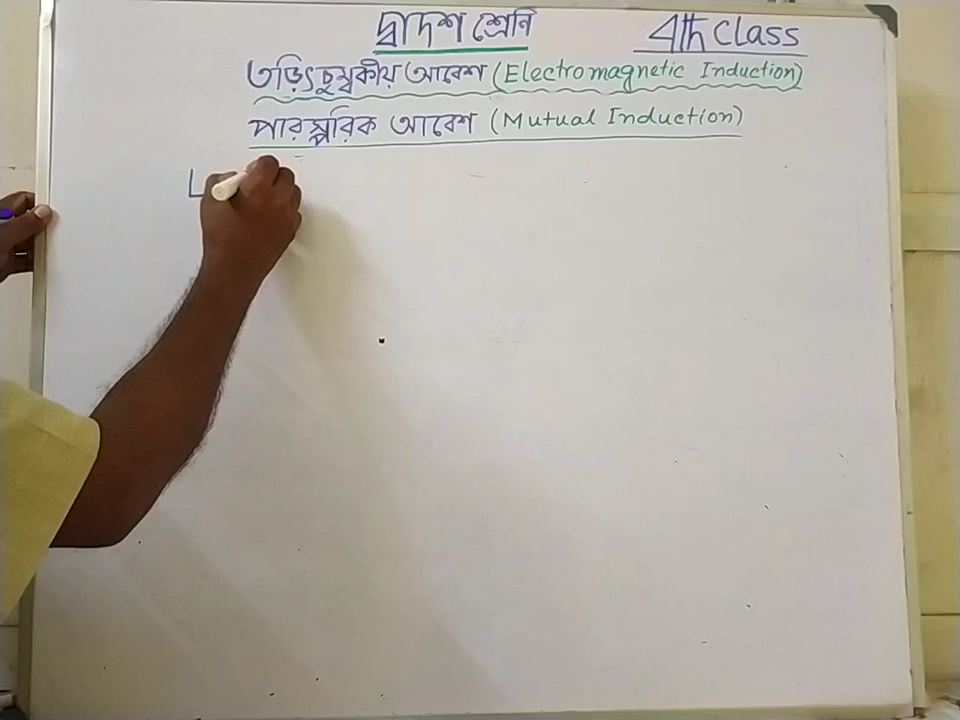 দ্বাদশ শ্রেণি 4th Class
তড়িৎচুম্বকীয় আবেশ (Electromagnetic Induction)
পারস্পরিক আবেশ (Mutual Induction)
L